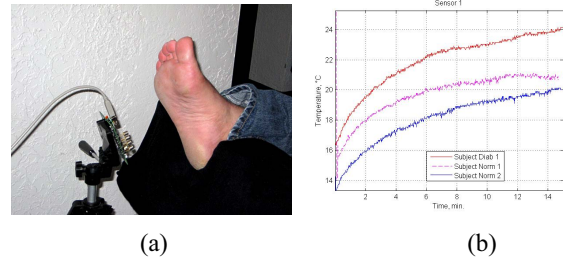 Sensor 1
Temperature, °C
24
22
20
18
16
14
Subject Diab 1
Subject Norm 1
Subject Norm 2
2
4
6
8
10
12
14
Time, min.
(a)
(b)